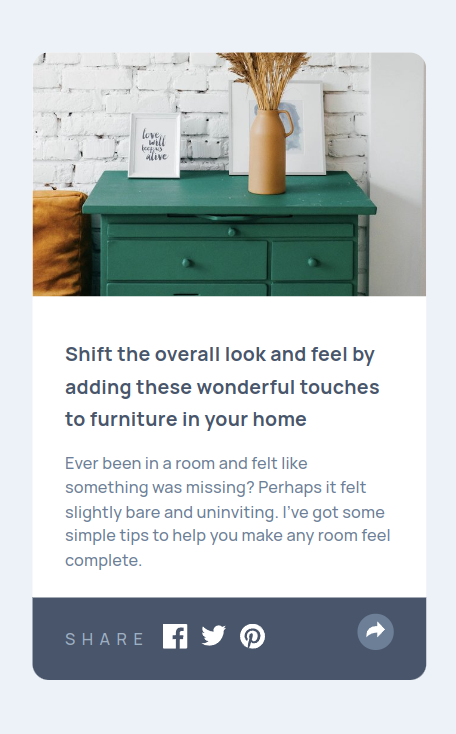 love
will
keep us
alive
Shift the overall look and feel by
adding these wonderful touches
to furniture in your home
Ever been in a room and felt like
something was missing? Perhaps it felt
slightly bare and uninviting. I've got some
simple tips to help you make any room feel
complete.
SHARE